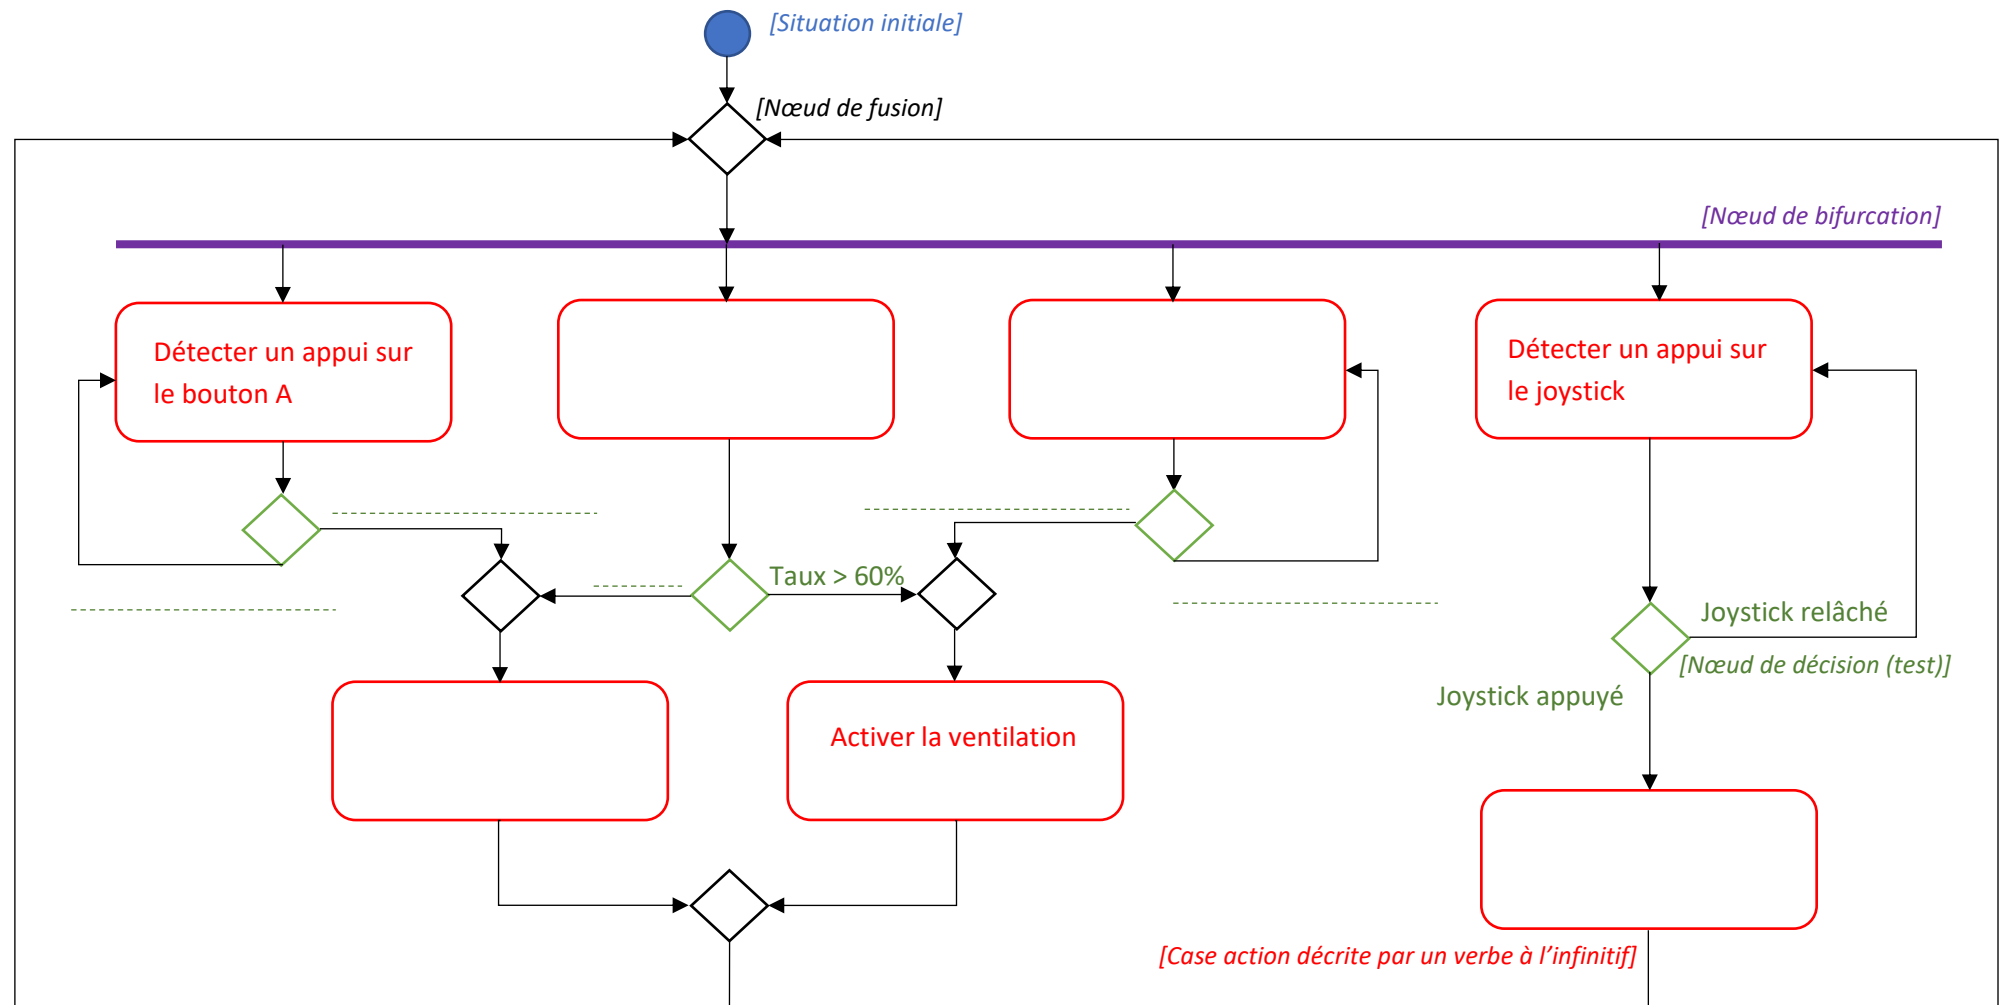 [Situation initiale]
[Nœud de fusion]
[Nœud de bifurcation]
Détecter un appui sur
le bouton A
Détecter un appui sur
le joystick
Taux > 60%
Joystick relâché
[Nœud de décision (test)]
Joystick appuyé
Activer la ventilation
[Case action décrite par un verbe à l’infinitif]